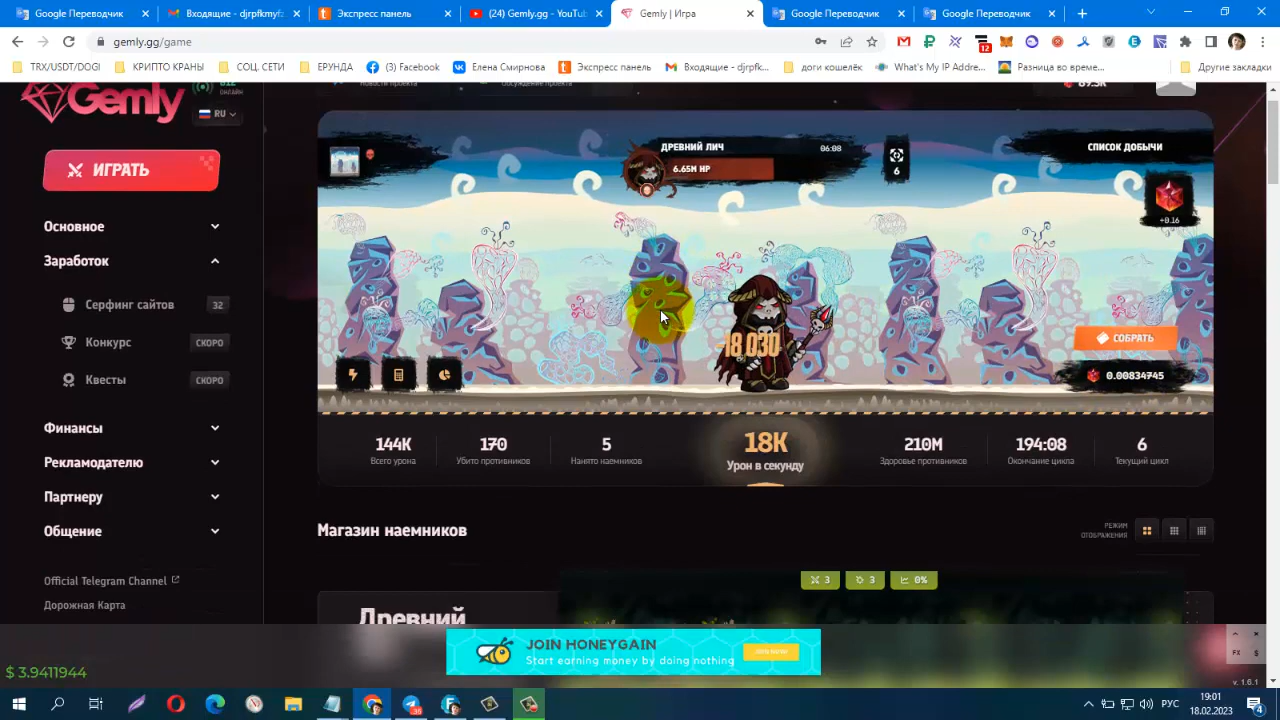 Google Переводчик
Входящие - djrpfkmyf
Экспресс панель
(24) Gemly.gg - YouTub
Gemly | Игра
Google Переводчик
Google Переводчик
gemly.gg/game
12
TRX/USDT/DOGI
КРИПТО КРАНЫ
СОЦ. СЕТИ
ЕРУНДА
(3) Facebook
Елена Смирнова
Экспресс панель
Входящие - djrpfk...
доги кошелёк
What's My IP Addre...
Разница во време...
Другие закладки
Gemly
ОНЛАЙН
RU
ИГРАТЬ
Основное
Заработок
Серфинг сайтов
32
Конкурс
СКОРО
Квесты
СКОРО
Финансы
Рекламодателю
Партнеру
Общение
Official Telegram Channel
Дорожная Карта
ДРЕВНИЙ ЛИЧ
06:08
6.65M HP
6
СПИСОК ДОБЫЧИ
+0.16
-18 030
СОБРАТЬ
0.00834745
144K
Всего урона
170
Убито противников
5
Нанято наемников
18K
Урон в секунду
210M
Здоровье противников
194:08
Окончание цикла
6
Текущий цикл
Магазин наемников
РЕЖИМ
ОТОБРАЖЕНИЯ
3
3
0%
Древний
JOIN HONEYGAIN
Start earning money by doing nothing
FX
$
$ 3.9411944
v. 1.6.1
РУС
19:01
18.02.2023
4